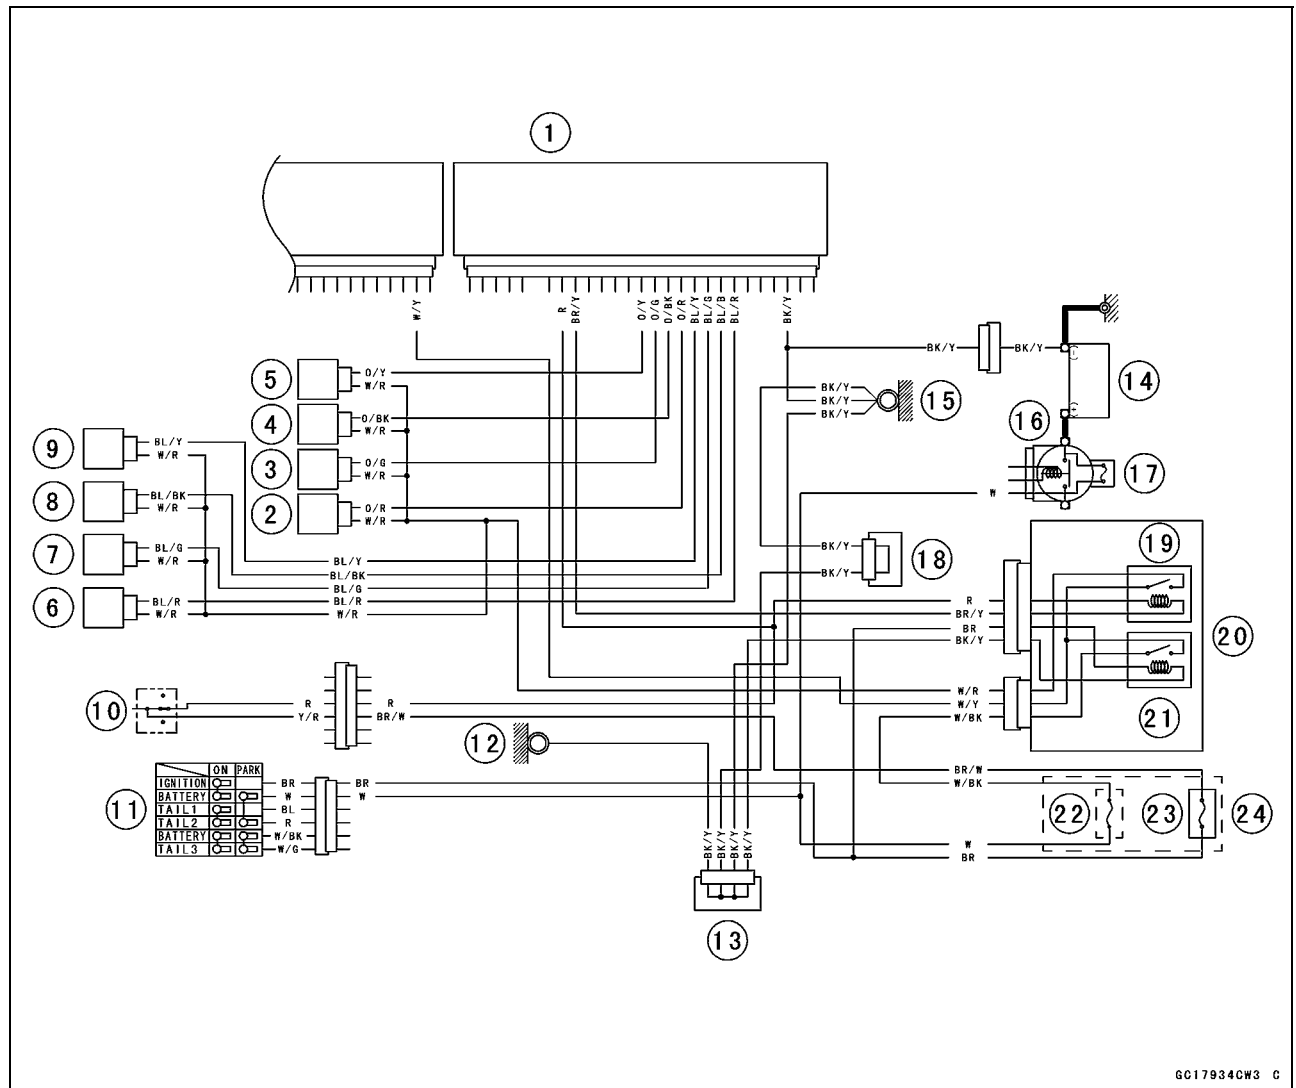 1
W/Y
R
BR/Y
O/Y
O/G
O/BK
O/R
BL/Y
BL/G
BL/B
BL/R
BK/Y
5
O/Y
W/R
4
O/BK
W/R
3
O/G
W/R
2
O/R
W/R
9
BL/Y
W/R
8
BL/BK
W/R
7
BL/G
W/R
6
BL/R
W/R
BL/Y
BL/BK
BL/G
BL/R
W/R
BK/Y
BK/Y
14
BK/Y
BK/Y
BK/Y
15
16
17
W
BK/Y
BK/Y
18
19
R
BR/Y
BR
BK/Y
20
W/R
W/Y
W/BK
21
10
R
Y/R
R
BR/W
12
11
ON PARK
IGNITION
BATTERY
TAIL1
TAIL2
BATTERY
TAIL3
BR
W
BL
R
W/BK
W/G
BR
W
BR/W
W/BK
22
23
24
W
BR
BK/Y
BK/Y
BK/Y
BK/Y
13
GC17934CW3 C